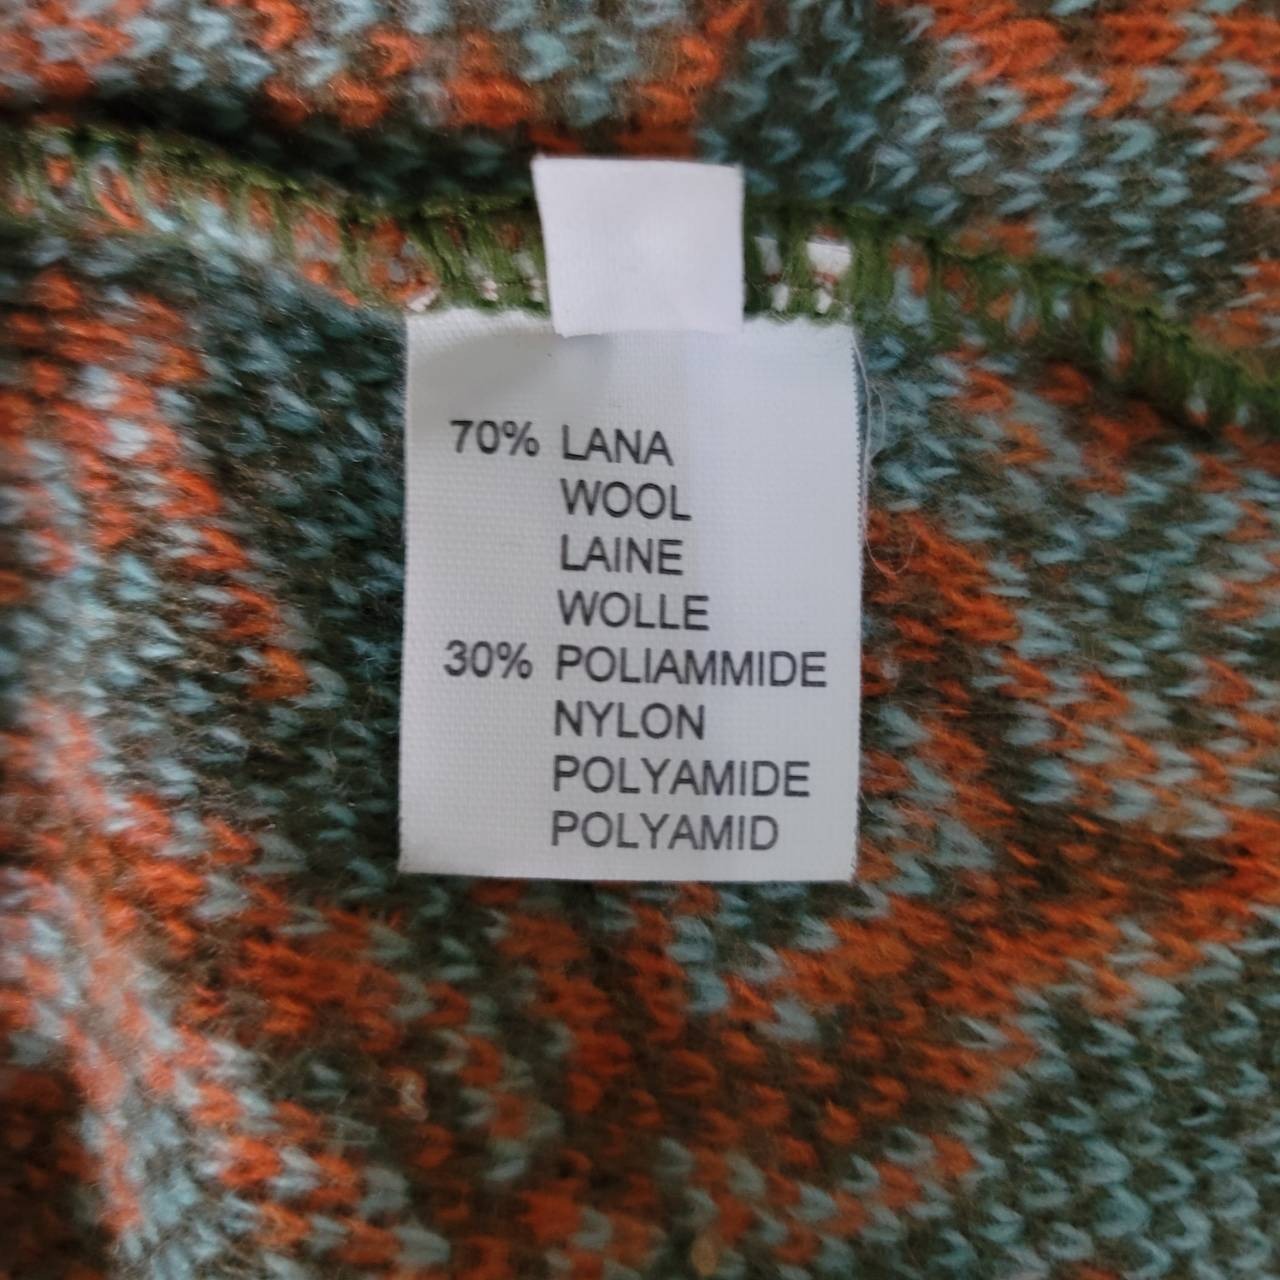 70% LANA
WOOL
LAINE
WOLLE
30% POLIAMMIDE
NYLON
POLYAMIDE
POLYAMID